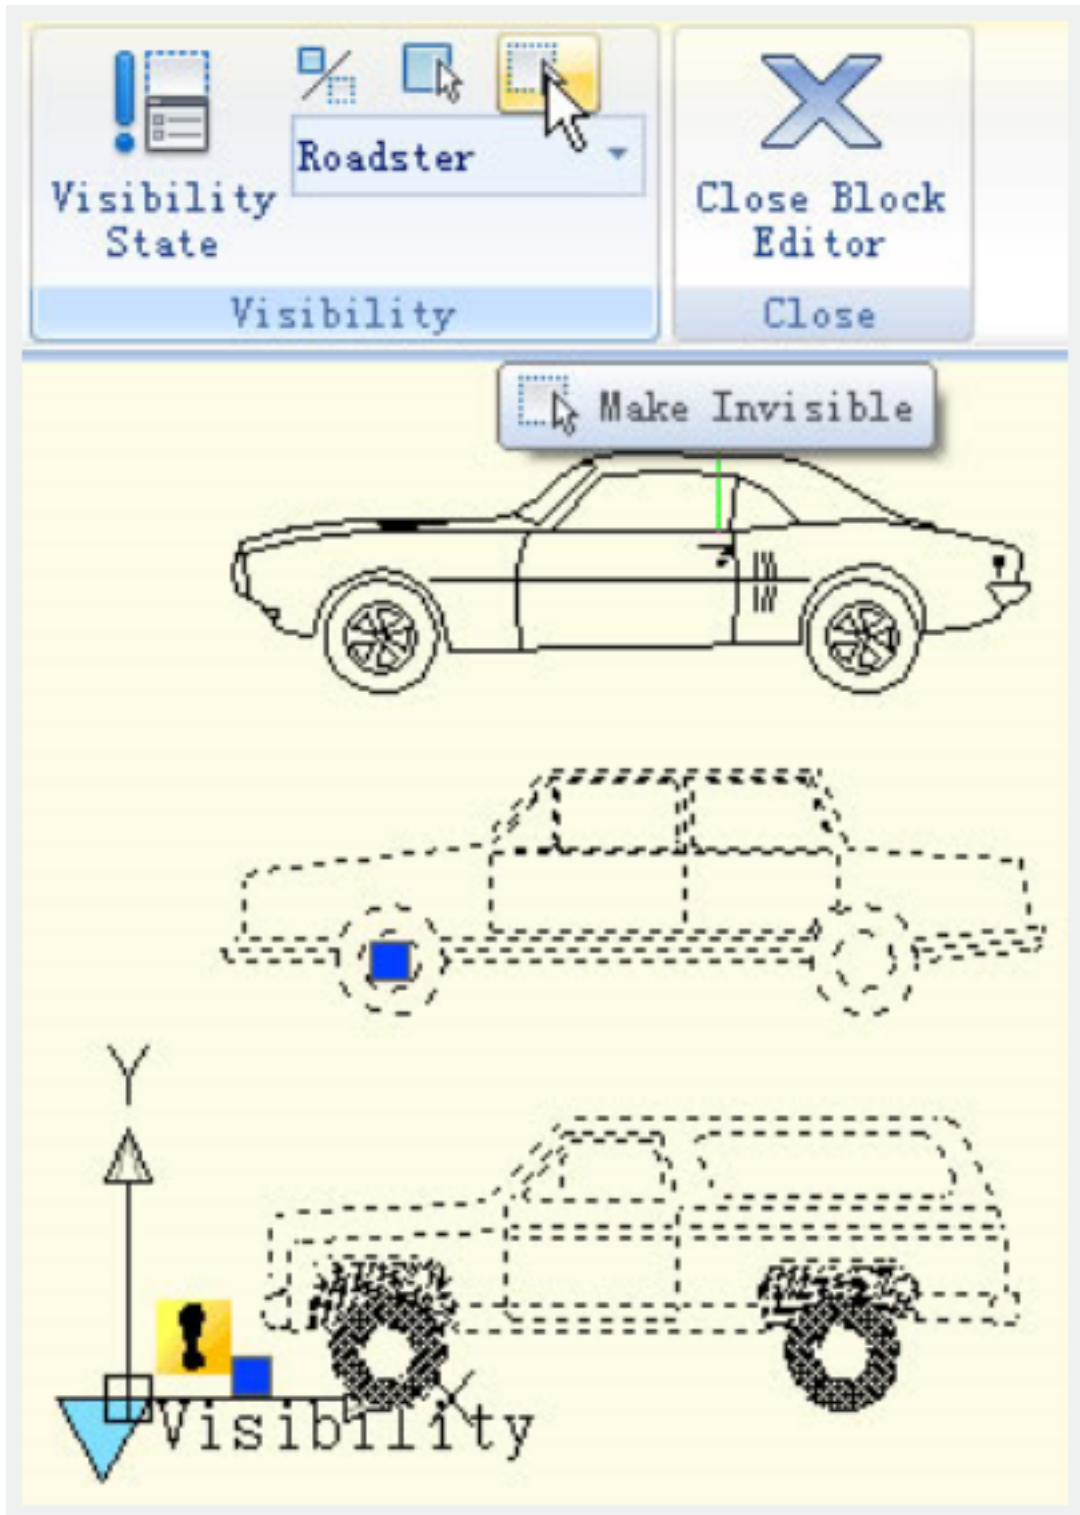 Roadster
Visibility
State
Close Block
Editor
Visibility
Close
Make Invisible
Y
X
Visibility